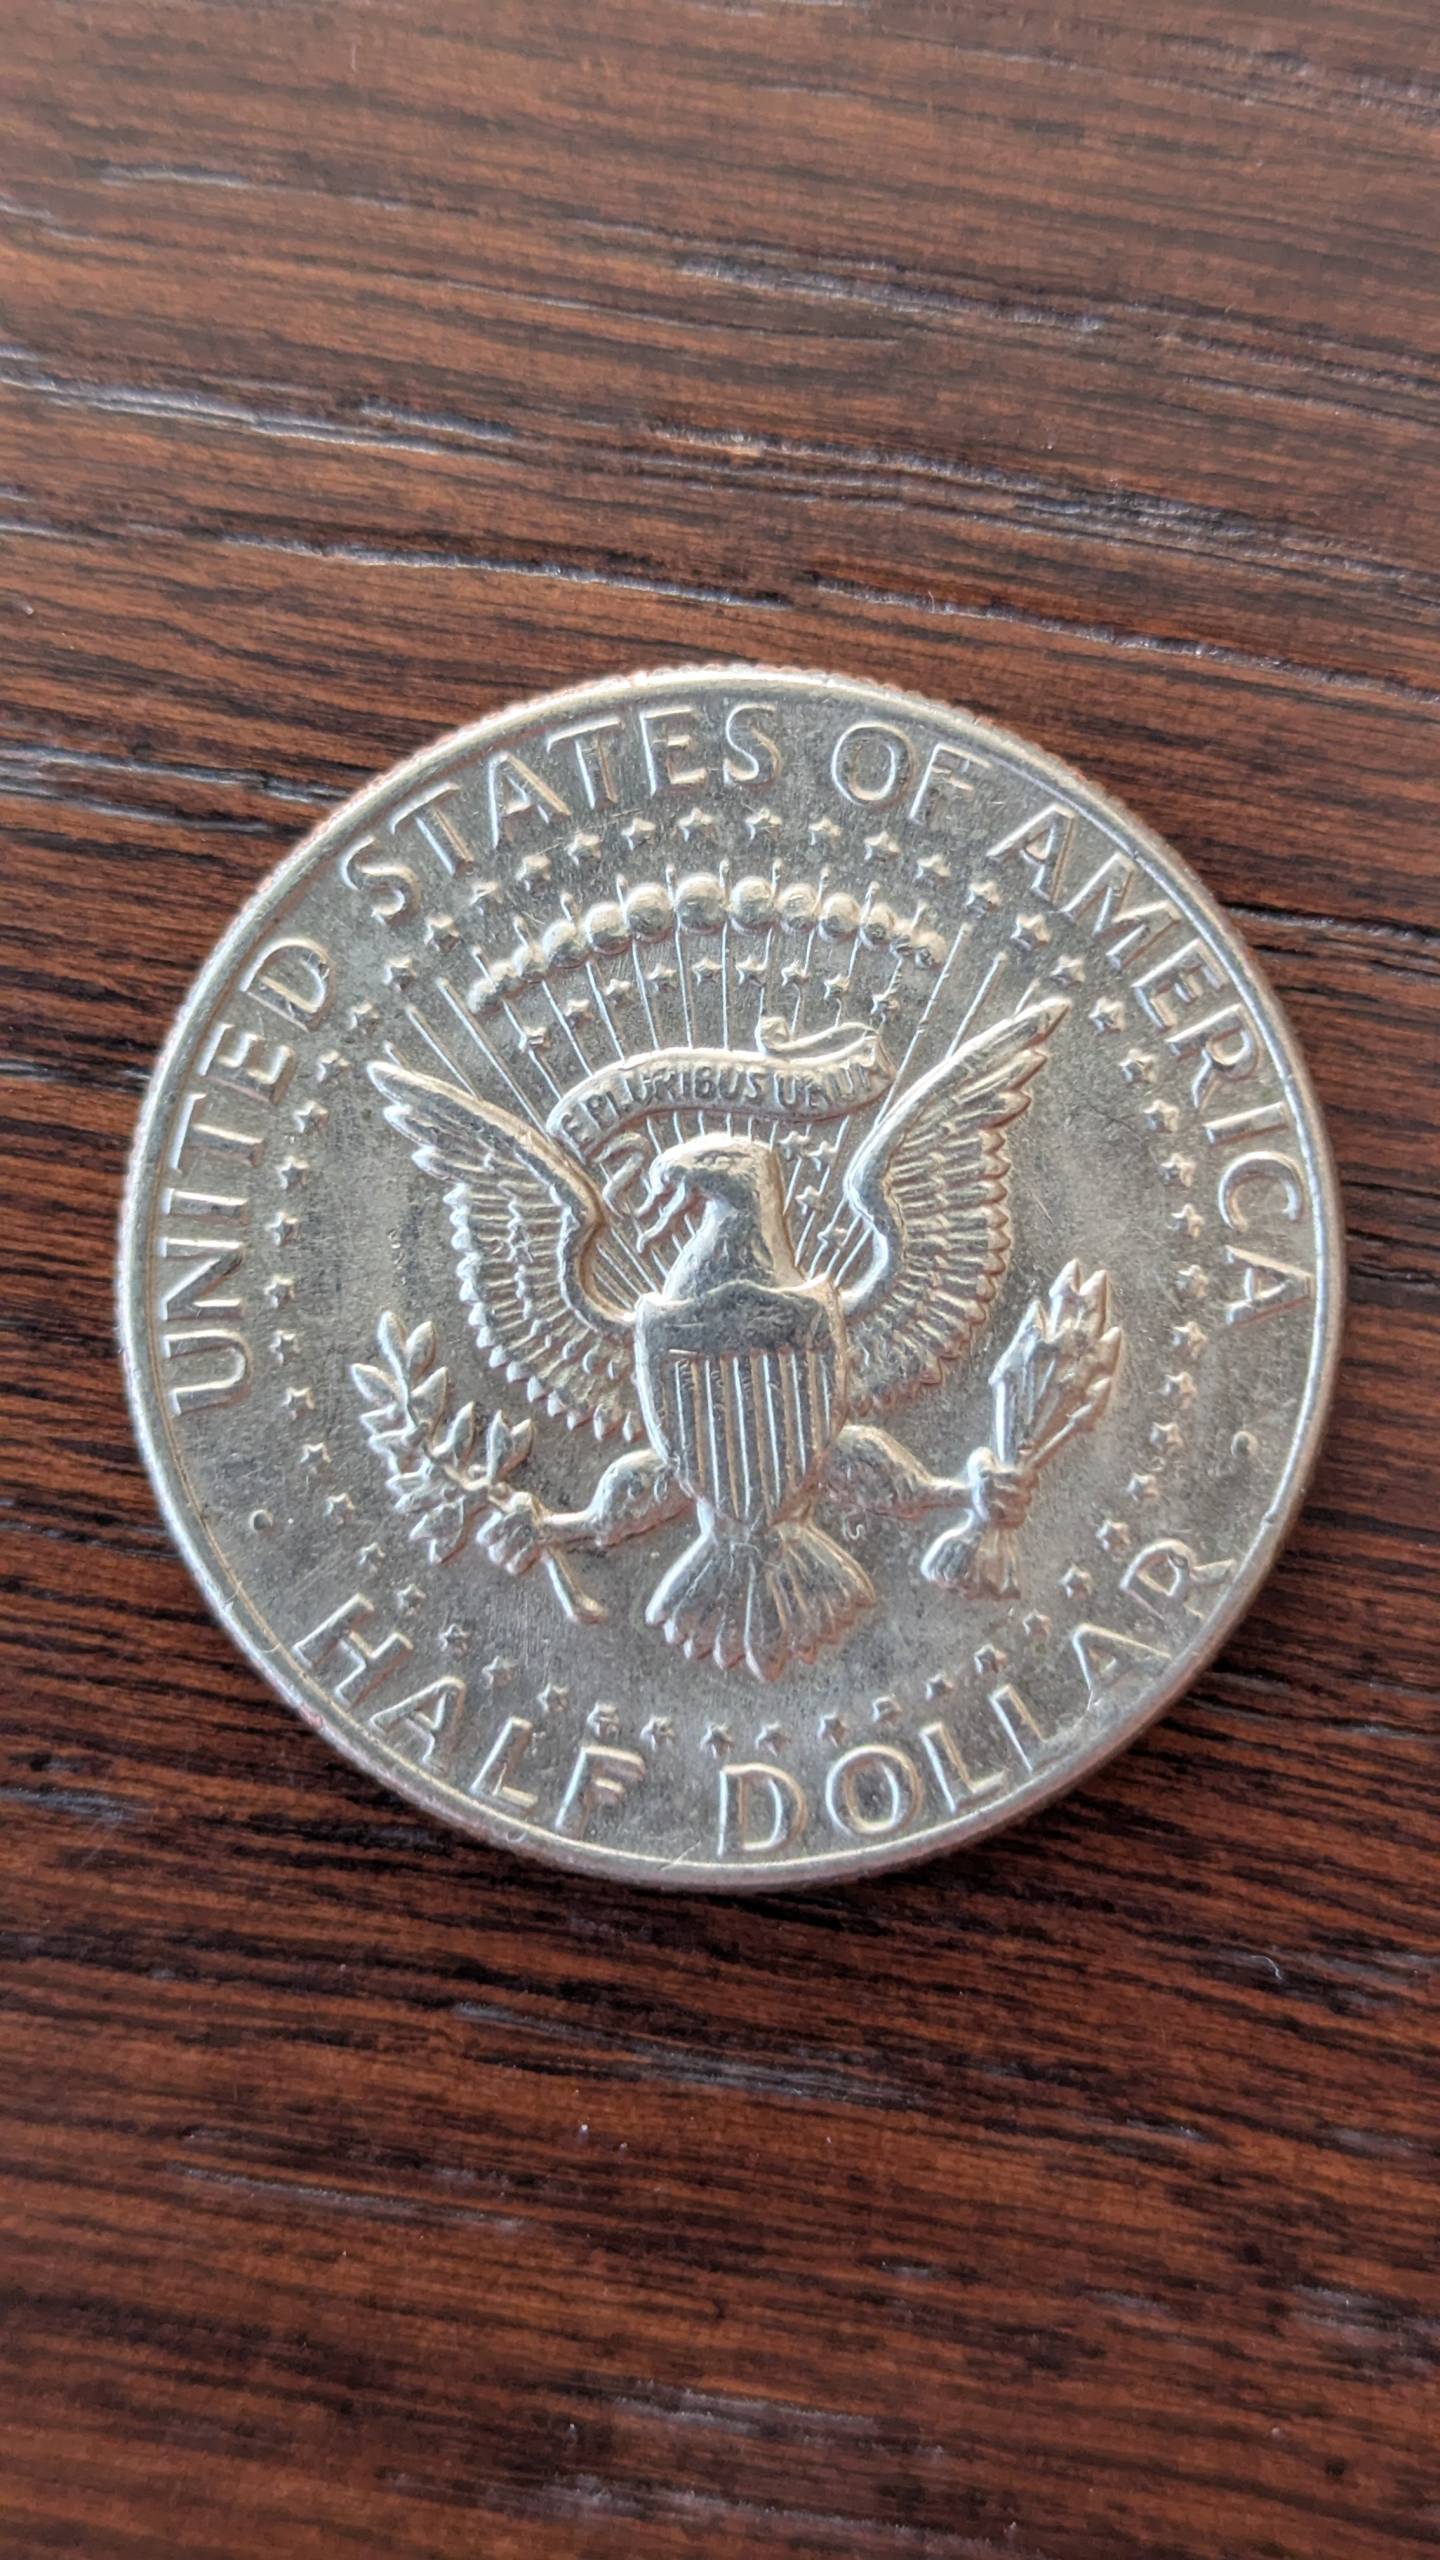 UNITED STATES OF AMERICA
E PLURIBUS UNUM
HALF DOLLAR